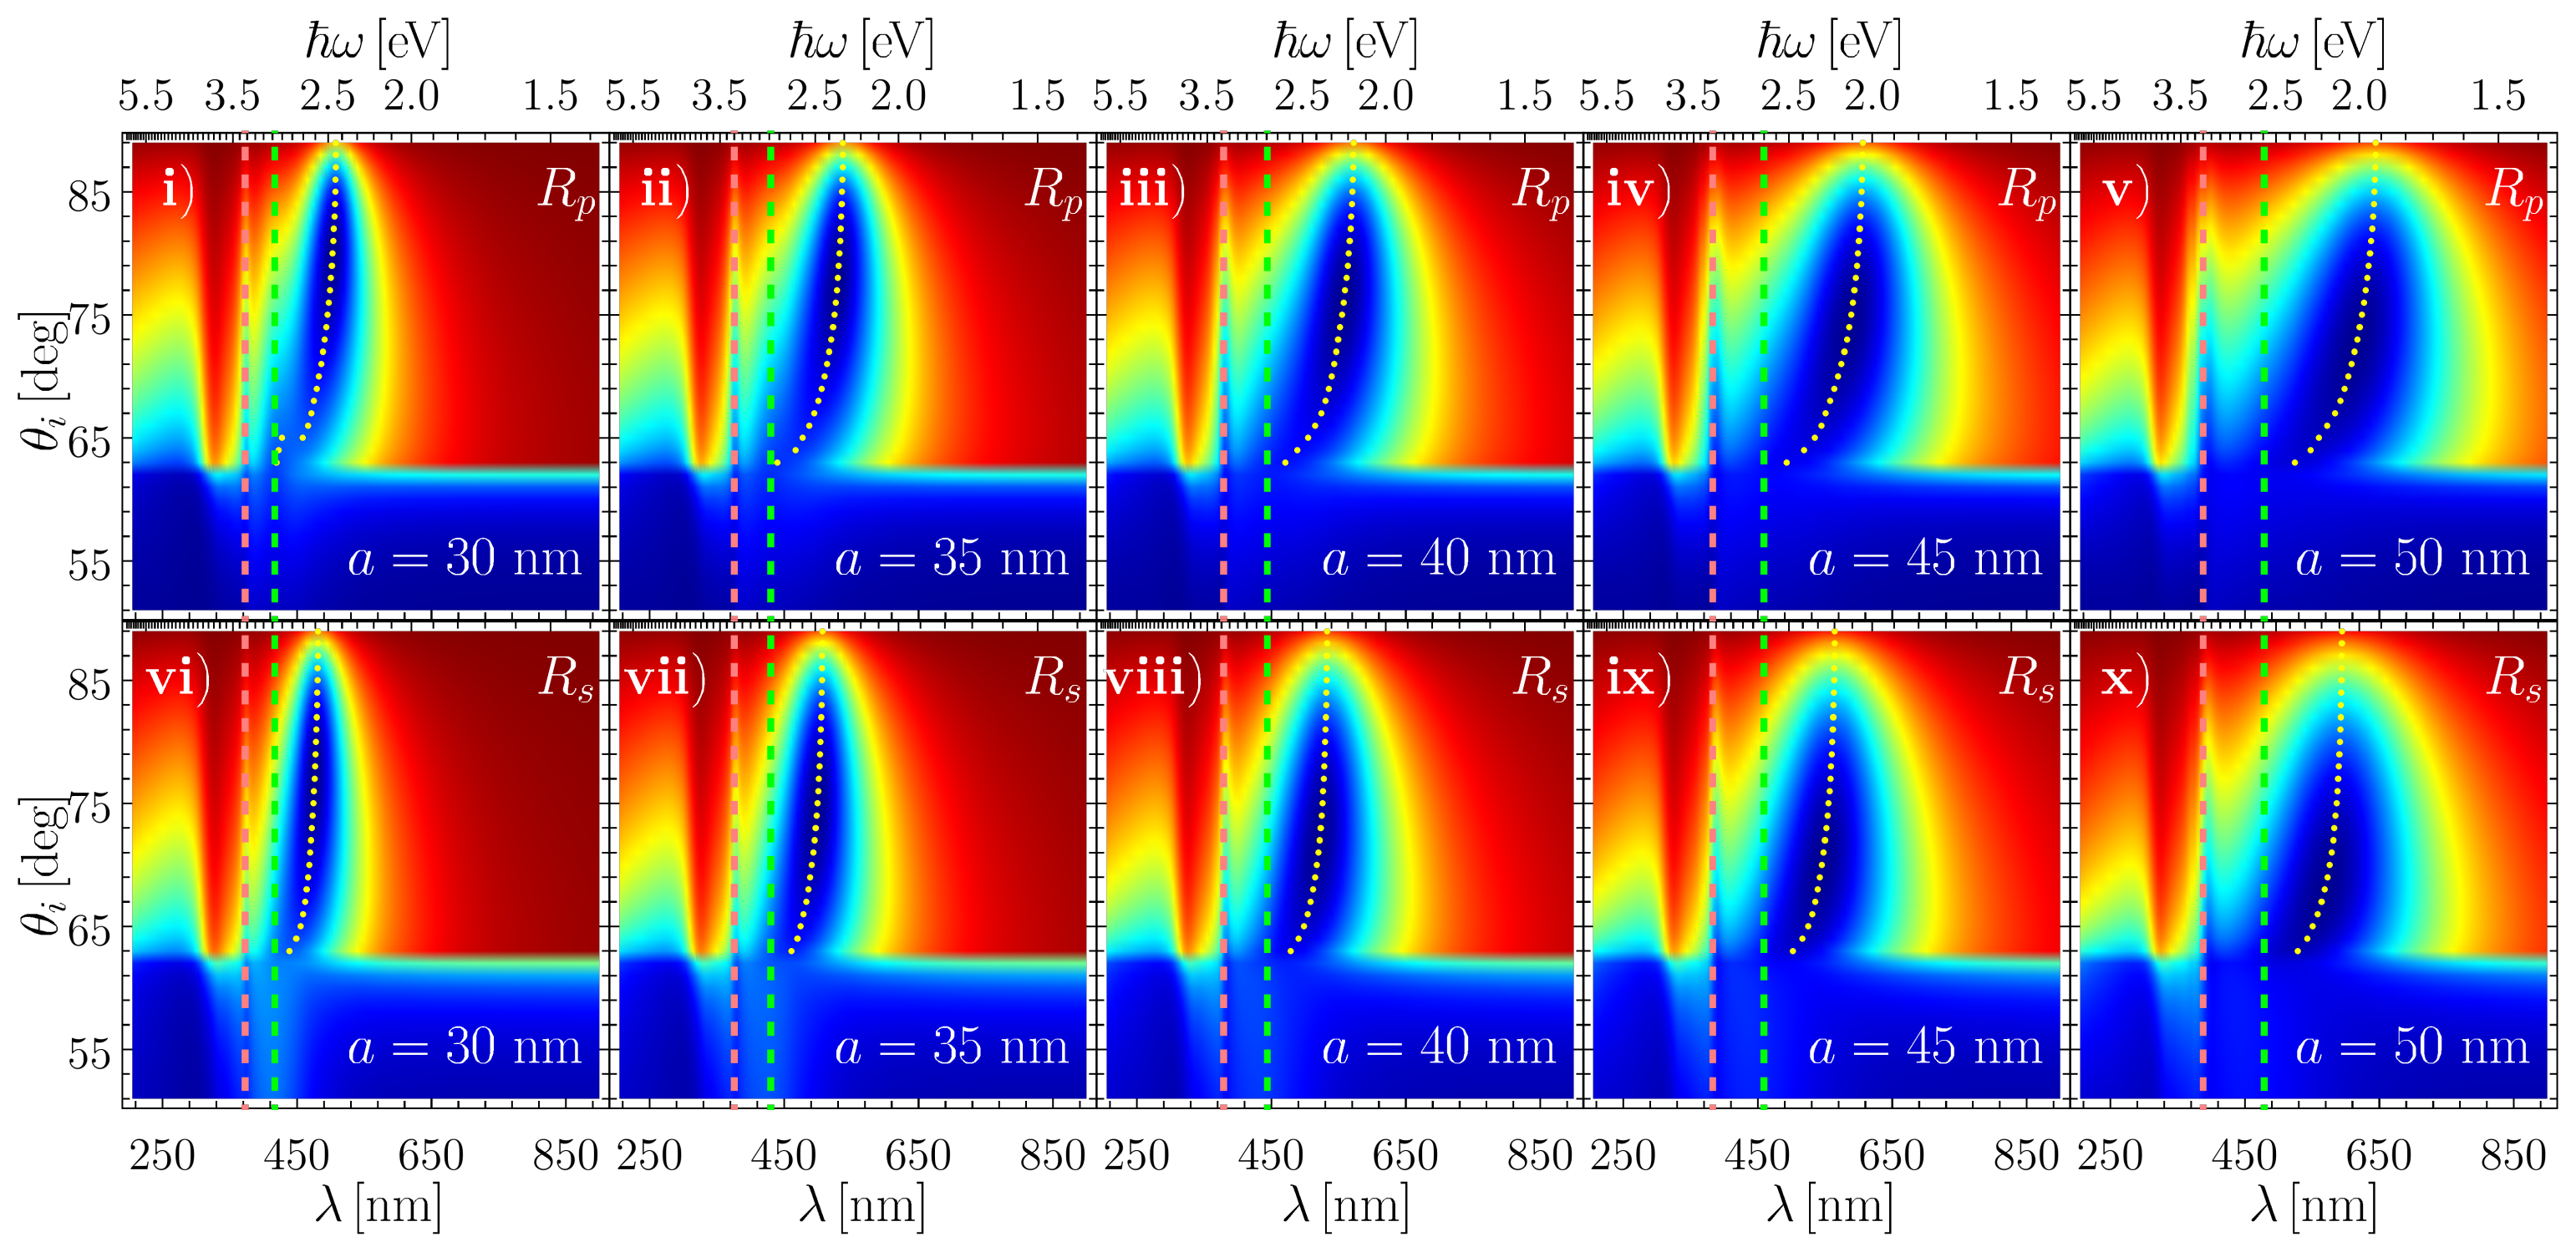 ħω [eV] ħω [eV] ħω [eV] ħω [eV] ħω [eV]
5.5 3.5 2.5 2.0 1.5 5.5 3.5 2.5 2.0 1.5 5.5 3.5 2.5 2.0 1.5 5.5 3.5 2.5 2.0 1.5 5.5 3.5 2.5 2.0 1.5
i) R_p ii) R_p iii) R_p iv) R_p v) R_p
85
75
θ_i [deg]
65
55
a = 30 nm a = 35 nm a = 40 nm a = 45 nm a = 50 nm
vi) R_s vii) R_s viii) R_s ix) R_s x) R_s
85
75
θ_i [deg]
65
55
a = 30 nm a = 35 nm a = 40 nm a = 45 nm a = 50 nm
250 450 650 850 250 450 650 850 250 450 650 850 250 450 650 850 250 450 650 850
λ [nm] λ [nm] λ [nm] λ [nm] λ [nm]